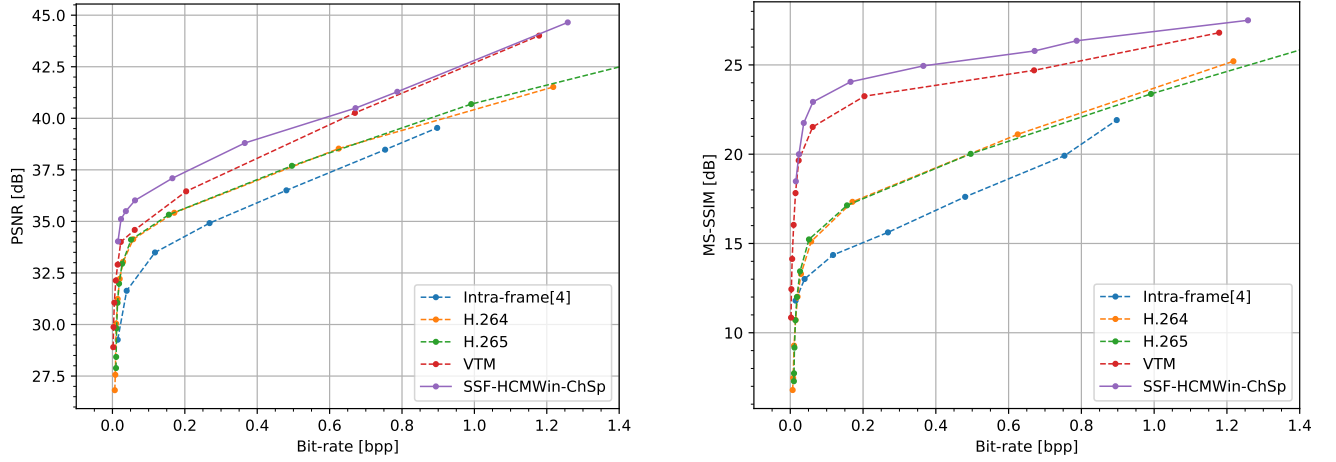 45.0
42.5
40.0
37.5
35.0
32.5
30.0
27.5
PSNR [dB]
0.0 0.2 0.4 0.6 0.8 1.0 1.2 1.4
Bit-rate [bpp]
Intra-frame[4]
H.264
H.265
VTM
SSF-HCMWin-ChSp
25
20
15
10
MS-SSIM [dB]
0.0 0.2 0.4 0.6 0.8 1.0 1.2 1.4
Bit-rate [bpp]
Intra-frame[4]
H.264
H.265
VTM
SSF-HCMWin-ChSp